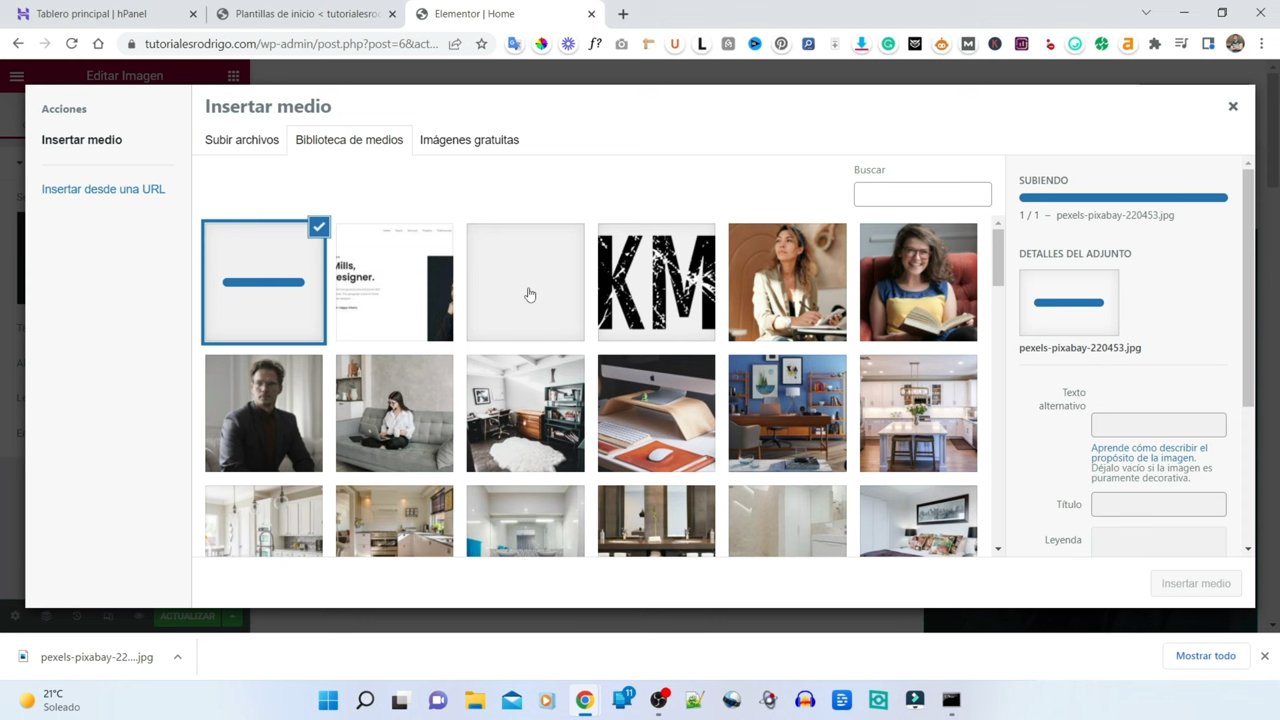 Tablero principal | hPanel
Plantillas de inicio < tutorialesro
Elementor | Home
tutorialesrodrigo.com/wp-admin/post.php?post=6&act...
Editar Imagen
Acciones
Insertar medio
Insertar desde una URL
Insertar medio
Subir archivos
Biblioteca de medios
Imágenes gratuitas
Buscar
Mills,
esigner.
KM
SUBIENDO
1 / 1 – pexels-pixabay-220453.jpg
DETALLES DEL ADJUNTO
pexels-pixabay-220453.jpg
Texto
alternativo
Aprende cómo describir el
propósito de la imagen.
Déjalo vacío si la imagen es
puramente decorativa.
Título
Leyenda
Insertar medio
ACTUALIZAR
pexels-pixabay-22....jpg
Mostrar todo
21°C
Soleado
11